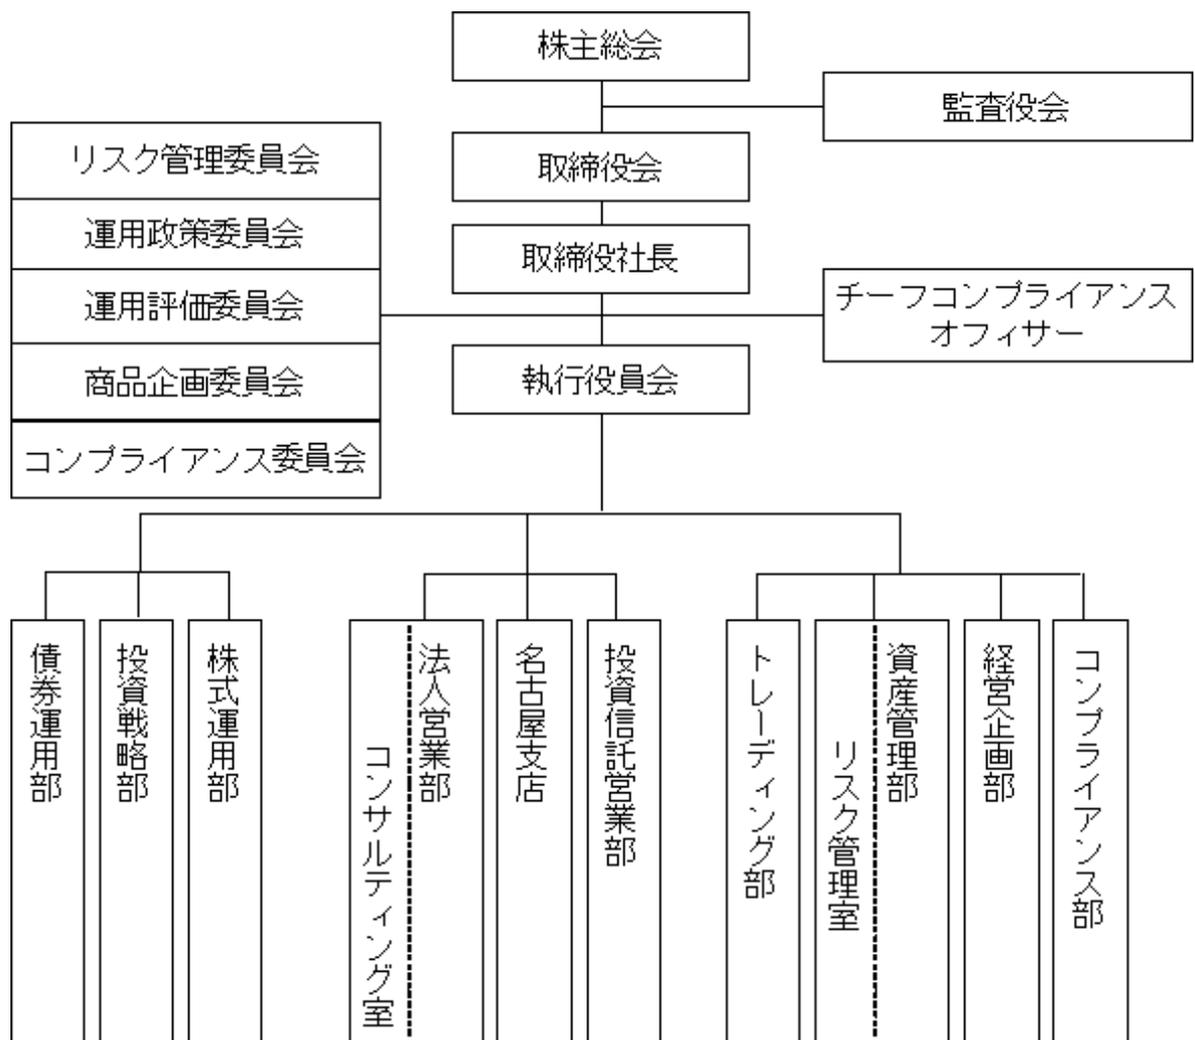 株主総会
監査役会
リスク管理委員会
取締役会
運用政策委員会
取締役社長
運用評価委員会
チーフコンプライアンス
オフィサー
商品企画委員会
執行役員会
コンプライアンス委員会
債券運用部
投資戦略部
株式運用部
法人営業部
コンサルティング室
名古屋支店
投資信託営業部
トレーディング部
資産管理部
リスク管理室
経営企画部
コンプライアンス部